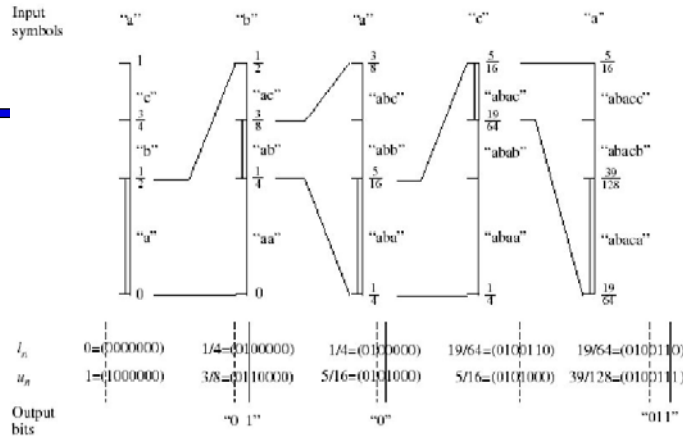 Input symbols "a" "b" "a" "c" "a"
1 1/2 3/8 5/16 5/16
"c" "ac" "abc" "abac" "abacc"
3/4 3/8 19/64
"b" "ab" "abb" "abab" "abacb"
1/2 1/4 5/16 39/128
"a" "aa" "aba" "abaa" "abaca"
0 0 1/4 1/4 19/64
l_n 0=(0000000) 1/4=(0100000) 1/4=(0100000) 19/64=(0100110) 19/64=(0100110)
u_n 1=(1000000) 3/8=(0110000) 5/16=(0101000) 5/16=(0101000) 39/128=(0100111)
Output bits "0 1" "0" "011"